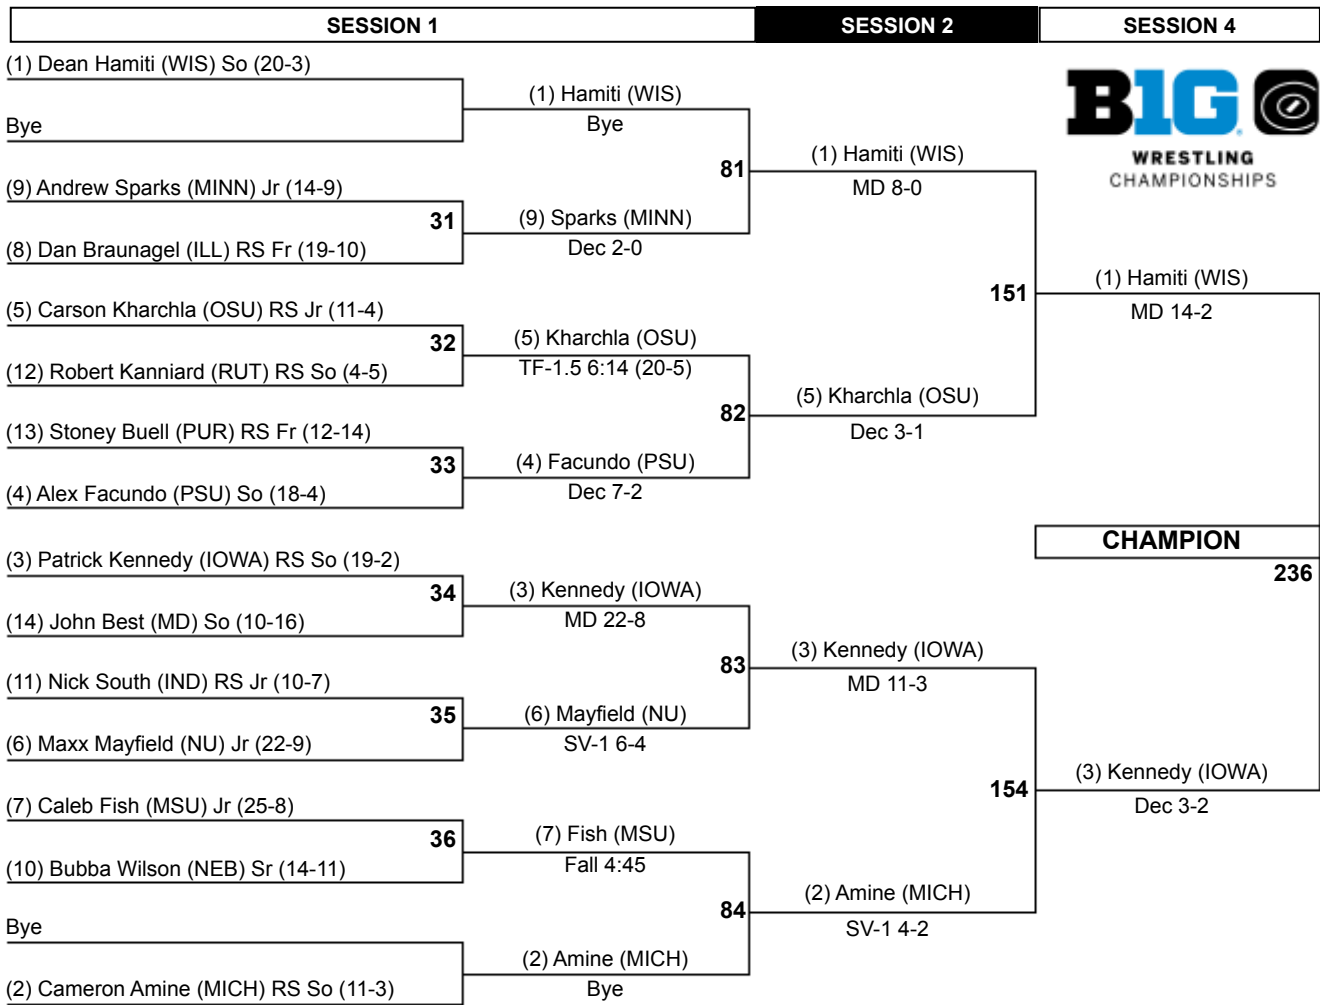 SESSION 1
SESSION 2
SESSION 4
(1) Dean Hamiti (WIS) So (20-3)
Bye
(9) Andrew Sparks (MINN) Jr (14-9)
31
(8) Dan Braunagel (ILL) RS Fr (19-10)
(5) Carson Kharchla (OSU) RS Jr (11-4)
32
(12) Robert Kanniard (RUT) RS So (4-5)
(13) Stoney Buell (PUR) RS Fr (12-14)
33
(4) Alex Facundo (PSU) So (18-4)
(3) Patrick Kennedy (IOWA) RS So (19-2)
34
(14) John Best (MD) So (10-16)
(11) Nick South (IND) RS Jr (10-7)
35
(6) Maxx Mayfield (NU) Jr (22-9)
(7) Caleb Fish (MSU) Jr (25-8)
36
(10) Bubba Wilson (NEB) Sr (14-11)
Bye
(2) Cameron Amine (MICH) RS So (11-3)
(1) Hamiti (WIS)
Bye
81
(9) Sparks (MINN)
Dec 2-0
(5) Kharchla (OSU)
TF-1.5 6:14 (20-5)
82
(4) Facundo (PSU)
Dec 7-2
(3) Kennedy (IOWA)
MD 22-8
83
(6) Mayfield (NU)
SV-1 6-4
(7) Fish (MSU)
Fall 4:45
84
(2) Amine (MICH)
Bye
(1) Hamiti (WIS)
MD 8-0
151
(5) Kharchla (OSU)
Dec 3-1
(3) Kennedy (IOWA)
MD 11-3
154
(2) Amine (MICH)
SV-1 4-2
B1G
WRESTLING
CHAMPIONSHIPS
(1) Hamiti (WIS)
MD 14-2
CHAMPION
236
(3) Kennedy (IOWA)
Dec 3-2